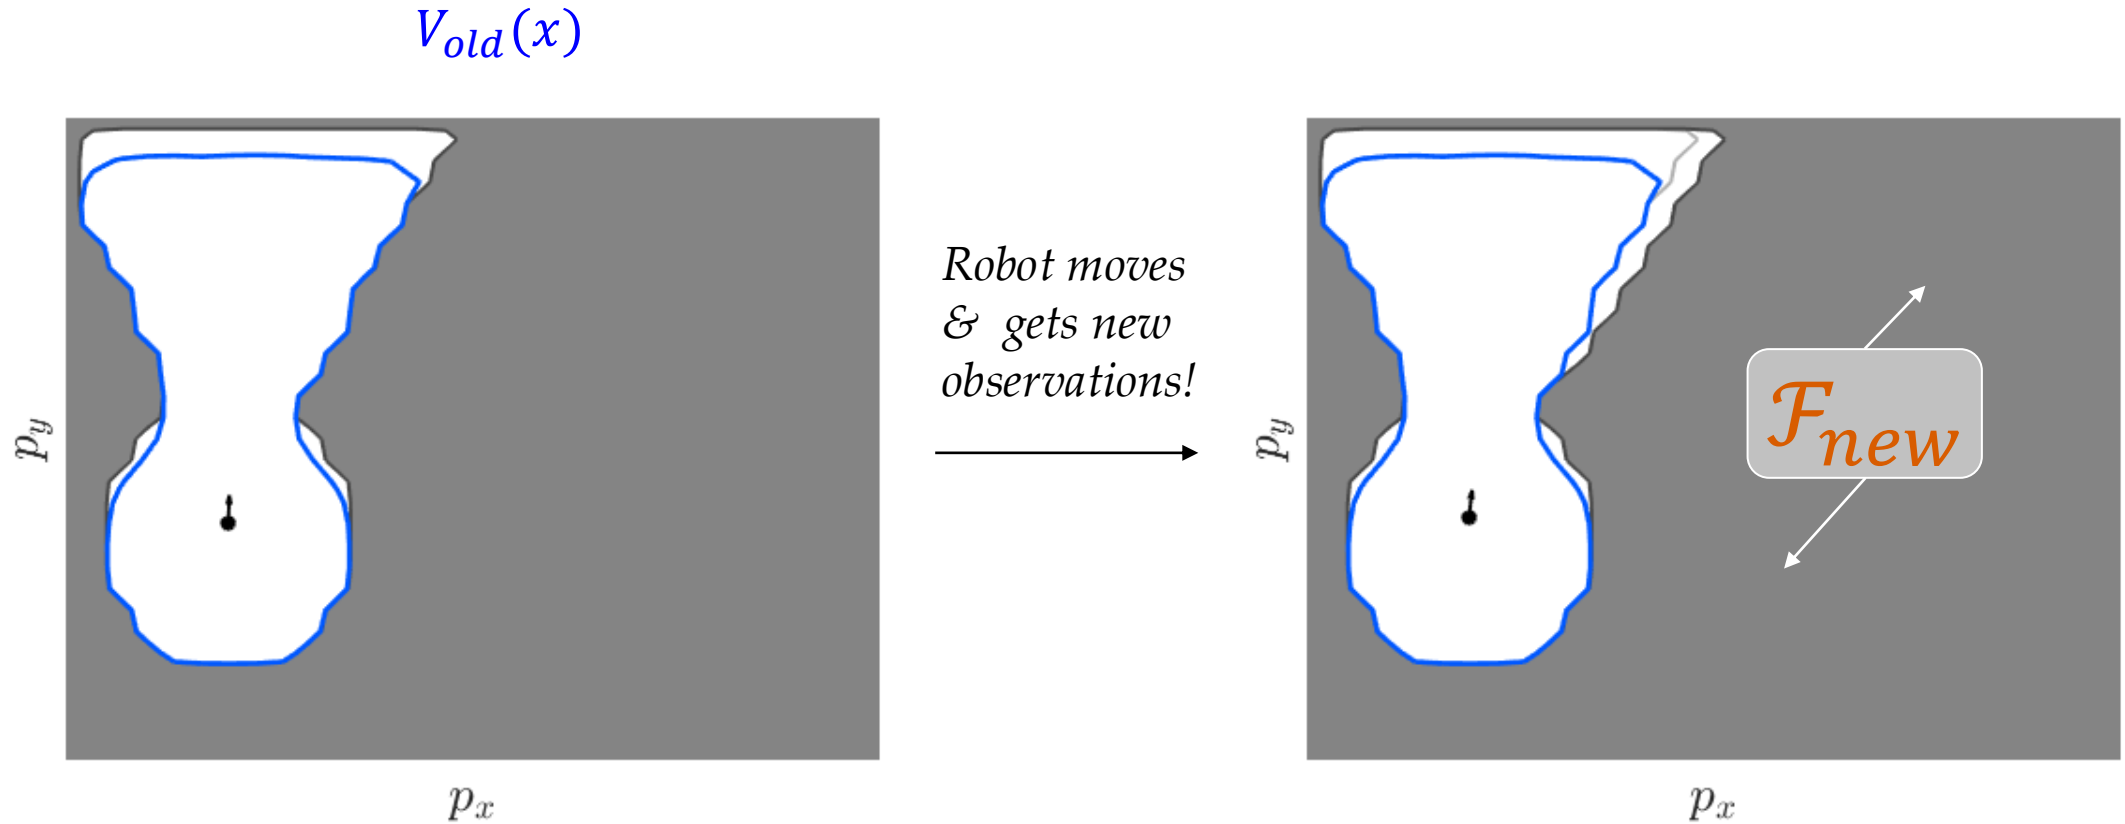 V_old(x)
Robot moves
& gets new
observations!
p_y
p_x
p_y
p_x
ℱ_new